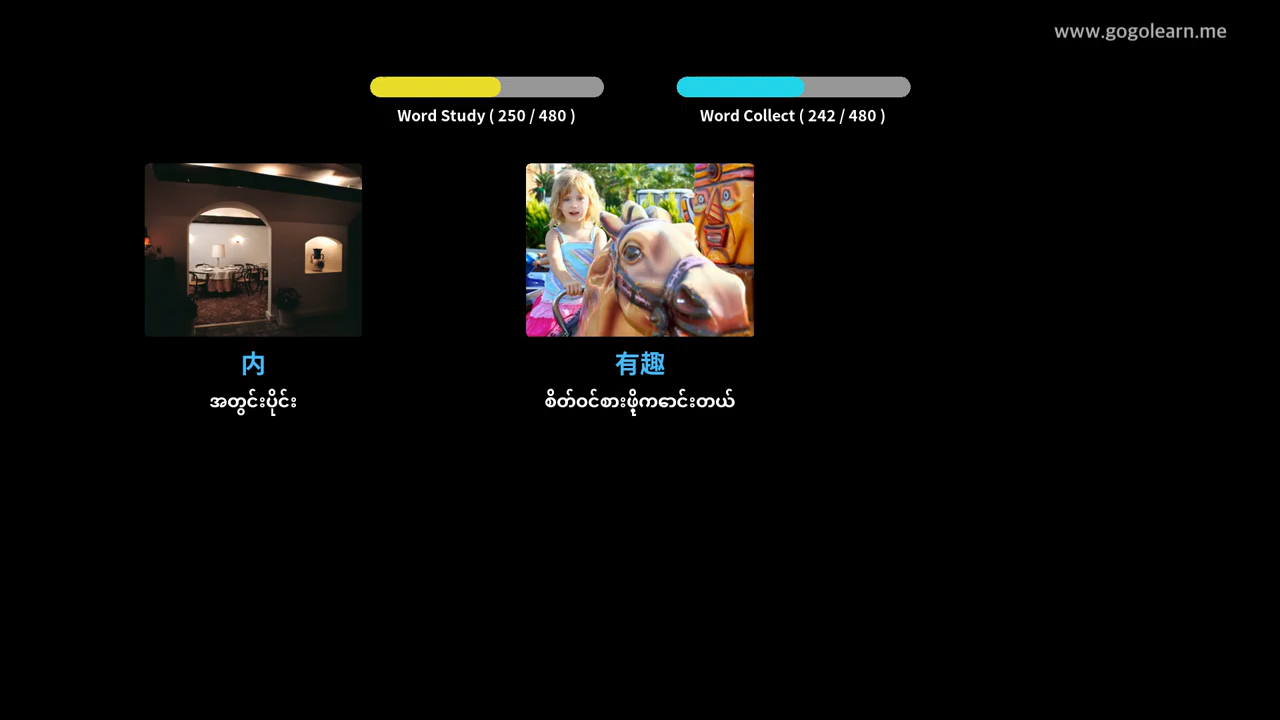 www.gogolearn.me
Word Study ( 250 / 480 )
Word Collect ( 242 / 480 )
内
有趣
အတွင်းပိုင်း
စိတ်ဝင်စားဖို့ကောင်းတယ်